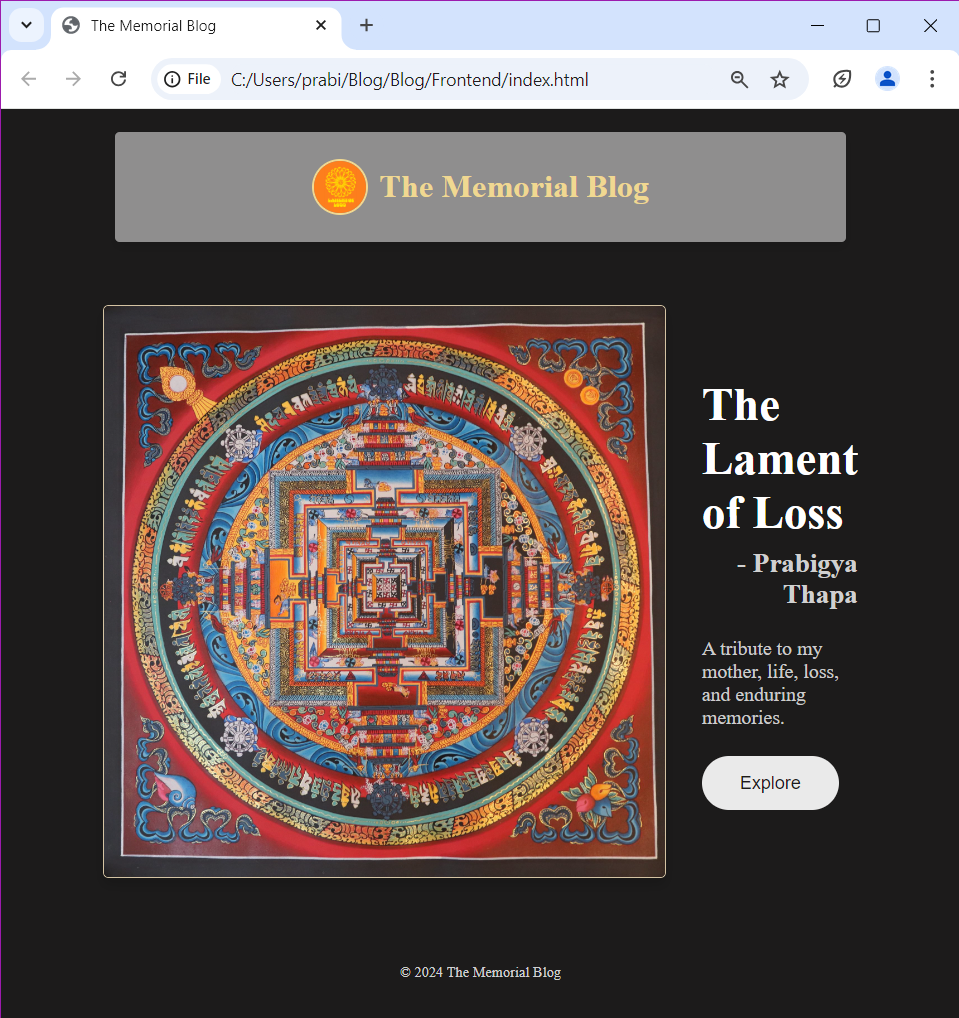 The Memorial Blog
File
C:/Users/prabi/Blog/Blog/Frontend/index.html
The Memorial Blog
The
Lament
of Loss
- Prabigya
Thapa
A tribute to my
mother, life, loss,
and enduring
memories.
Explore
© 2024 The Memorial Blog